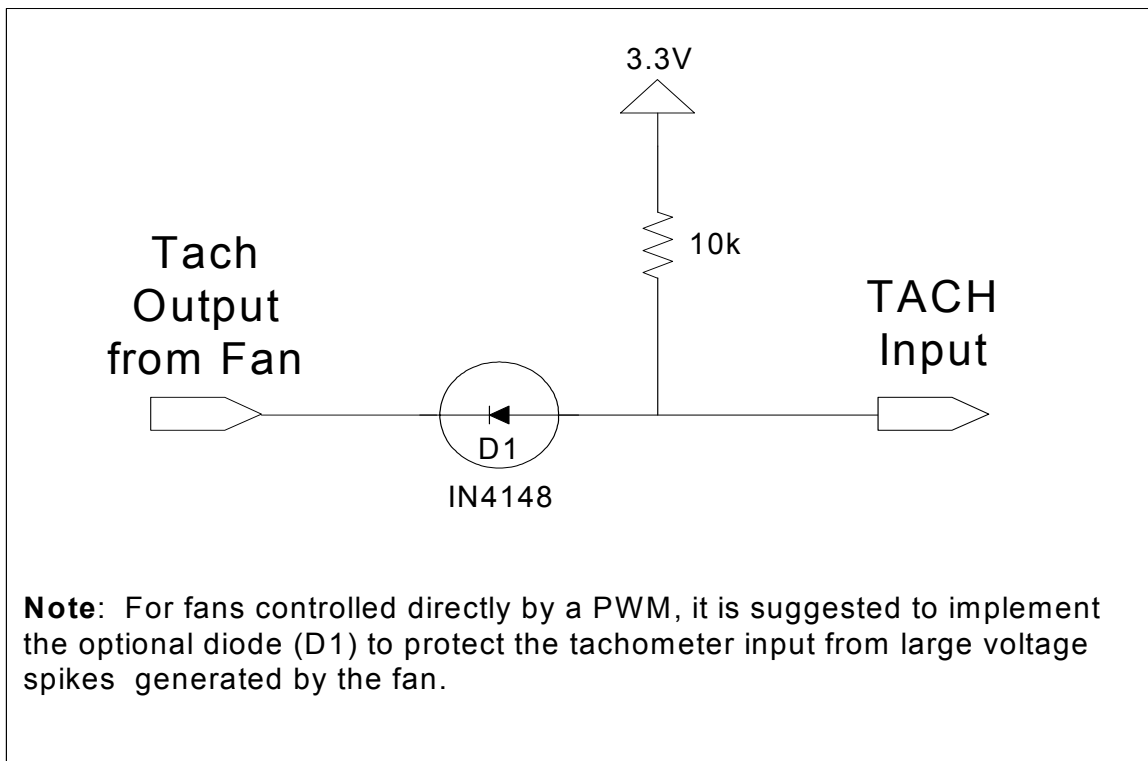 3.3V
10k
Tach
Output
from Fan
TACH
Input
D1
IN4148
Note: For fans controlled directly by a PWM, it is suggested to implement
the optional diode (D1) to protect the tachometer input from large voltage
spikes generated by the fan.